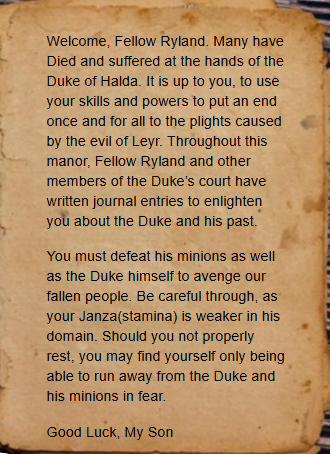 Welcome, Fellow Ryland. Many have
Died and suffered at the hands of the
Duke of Halda. It is up to you, to use
your skills and powers to put an end
once and for all to the plights caused
by the evil of Leyr. Throughout this
manor, Fellow Ryland and other
members of the Duke’s court have
written journal entries to enlighten
you about the Duke and his past.
You must defeat his minions as well
as the Duke himself to avenge our
fallen people. Be careful through, as
your Janza(stamina) is weaker in his
domain. Should you not properly
rest, you may find yourself only being
able to run away from the Duke and
his minions in fear.
Good Luck, My Son